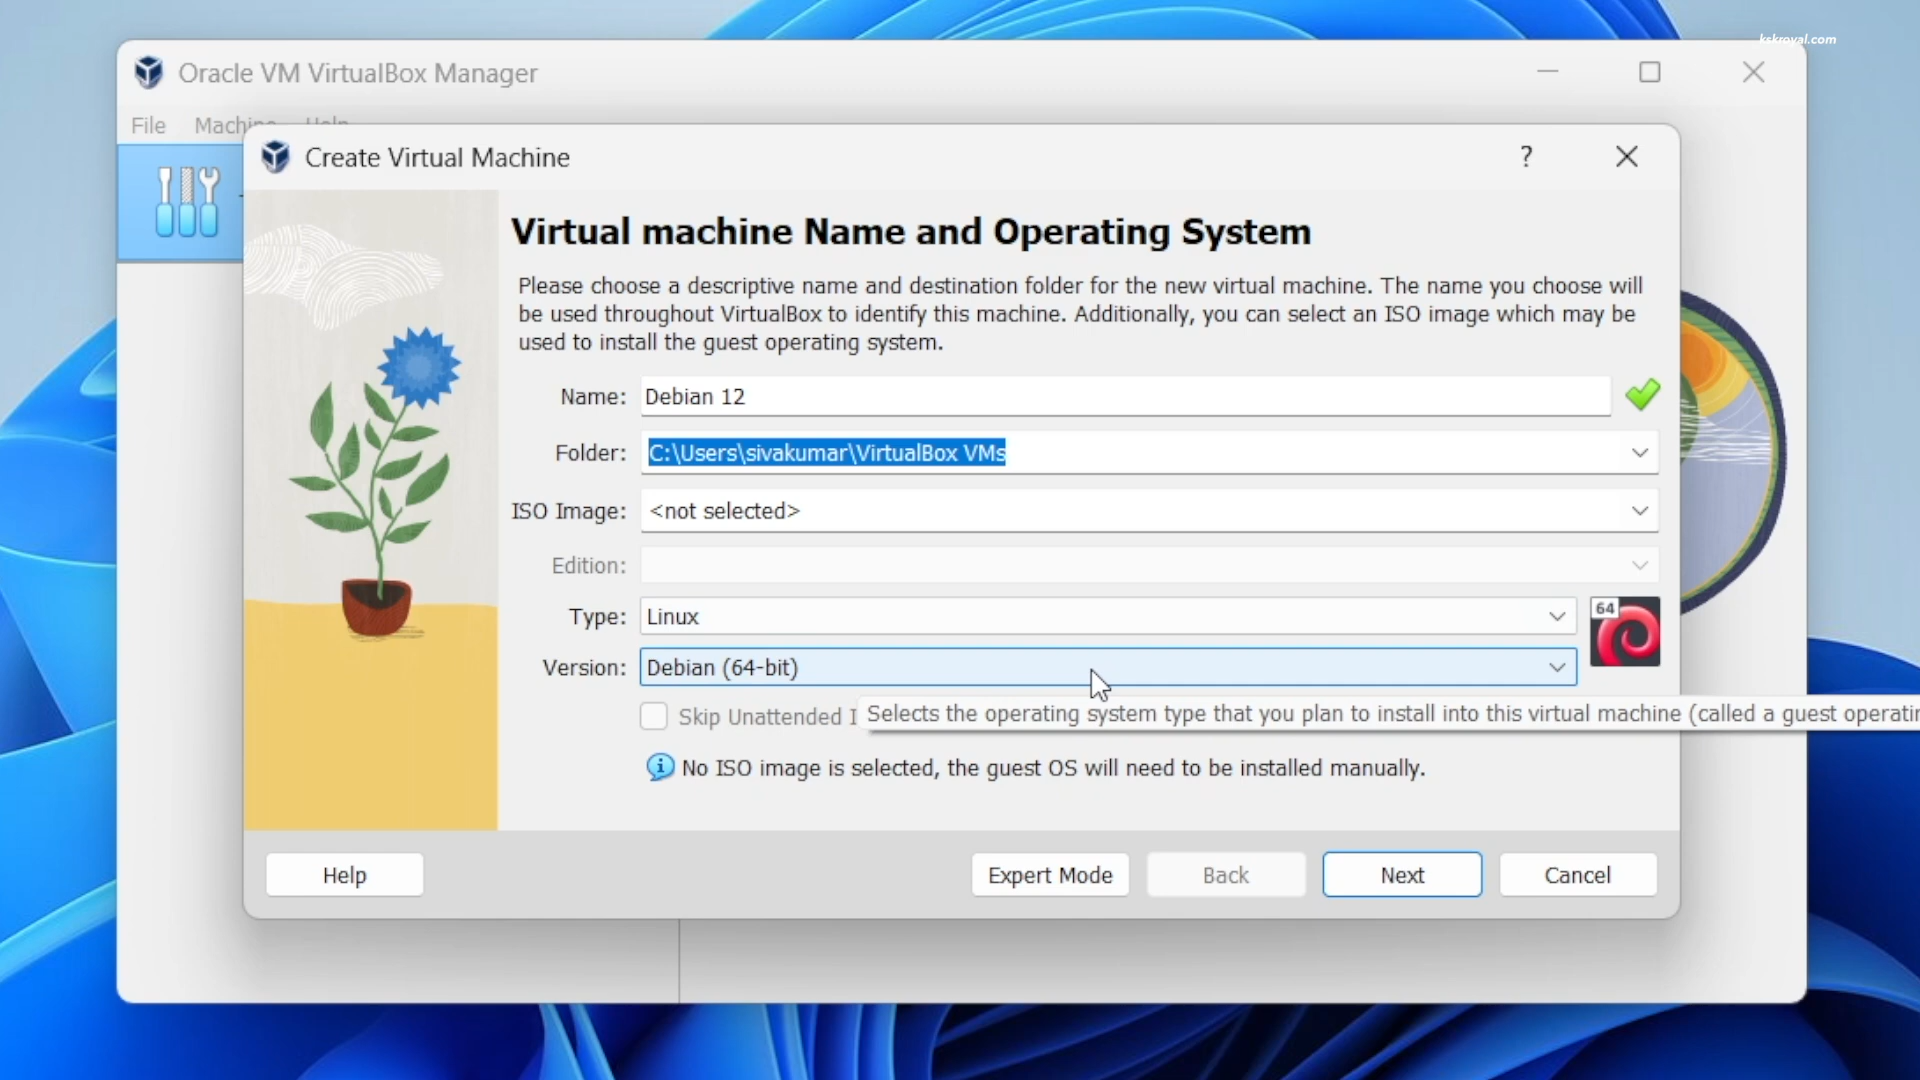 kskroyal.com
Oracle VM VirtualBox Manager
File Machine Help
Create Virtual Machine
?
Virtual machine Name and Operating System
Please choose a descriptive name and destination folder for the new virtual machine. The name you choose will
be used throughout VirtualBox to identify this machine. Additionally, you can select an ISO image which may be
used to install the guest operating system.
Name: Debian 12
Folder: C:\Users\sivakumar\VirtualBox VMs
ISO Image: <not selected>
Edition:
Type: Linux
64
Version: Debian (64-bit)
Skip Unattended I
Selects the operating system type that you plan to install into this virtual machine (called a guest operatin
No ISO image is selected, the guest OS will need to be installed manually.
Help Expert Mode Back Next Cancel